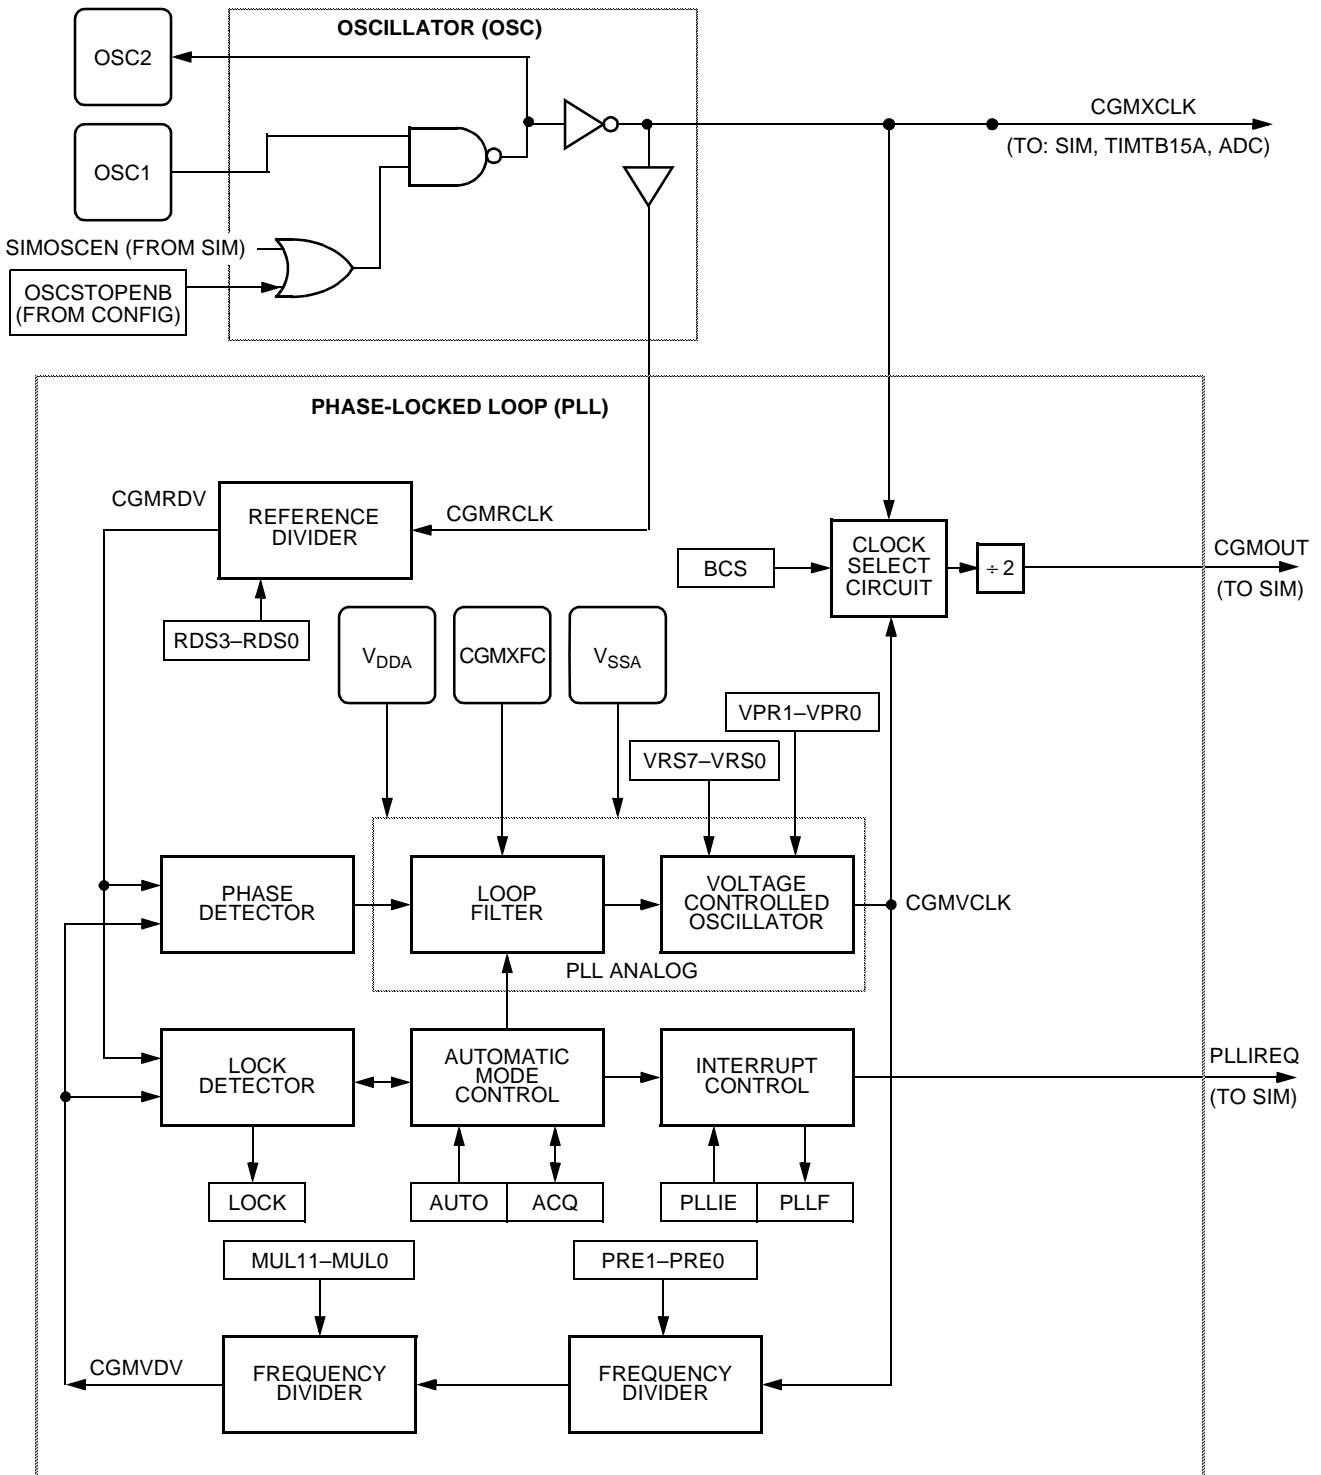 OSCILLATOR (OSC)
OSC2
CGMXCLK
(TO: SIM, TIMTB15A, ADC)
OSC1
SIMOSCEN (FROM SIM)
OSCSTOPENB
(FROM CONFIG)
PHASE-LOCKED LOOP (PLL)
CGMRDV
REFERENCE
DIVIDER
CGMRCLK
CLOCK
SELECT
CIRCUIT
BCS
÷ 2
CGMOUT
(TO SIM)
RDS3–RDS0
VDDA
CGMXFC
VSSA
VPR1–VPR0
VRS7–VRS0
PHASE
DETECTOR
LOOP
FILTER
VOLTAGE
CONTROLLED
OSCILLATOR
CGMVCLK
PLL ANALOG
LOCK
DETECTOR
AUTOMATIC
MODE
CONTROL
INTERRUPT
CONTROL
PLLIREQ
(TO SIM)
LOCK
AUTO
ACQ
PLLIE
PLLF
MUL11–MUL0
PRE1–PRE0
CGMVDV
FREQUENCY
DIVIDER
FREQUENCY
DIVIDER